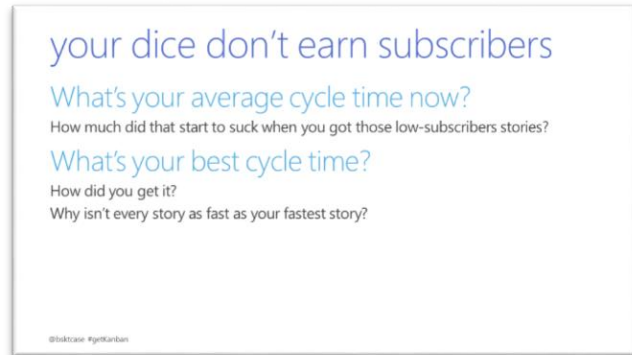 your dice don't earn subscribers
What's your average cycle time now?
How much did that start to suck when you got those low-subscribers stories?
What's your best cycle time?
How did you get it?
Why isn't every story as fast as your fastest story?
@bsktcase #getKanban